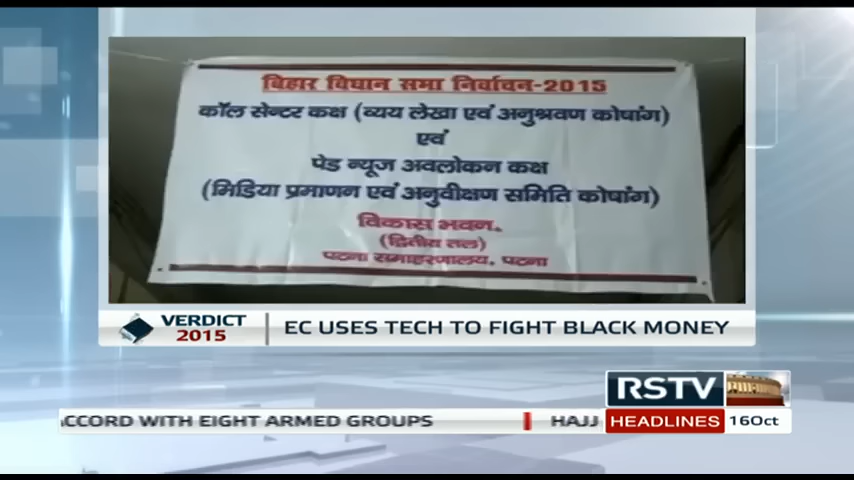 बिहार विधान सभा निर्वाचन-2015
कॉल सेन्टर कक्ष (व्यय लेखा एवं अनुश्रवण कोषांग)
एवं
पेड न्यूज अवलोकन कक्ष
(मिडिया प्रमाणन एवं अनुवीक्षण समिति कोषांग)
विकास भवन,
(द्वितीय तल)
पटना समाहरणालय, पटना
VERDICT
2015
EC USES TECH TO FIGHT BLACK MONEY
RSTV
CCORD WITH EIGHT ARMED GROUPS
HAJJ
HEADLINES
16Oct